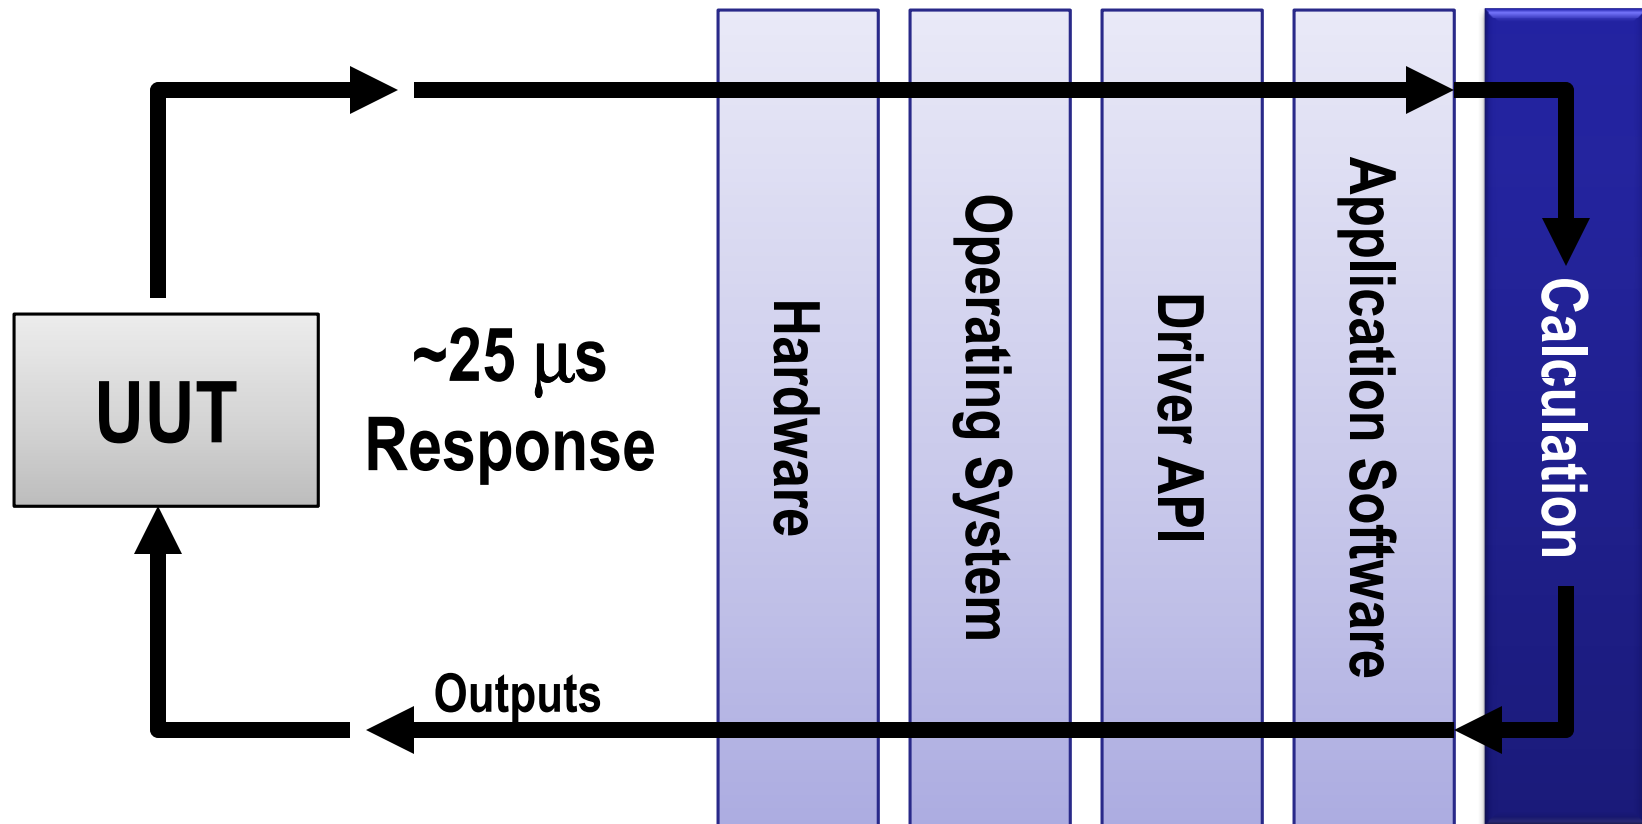 UUT
~25 μs
Response
Outputs
Hardware
Operating System
Driver API
Application Software
Calculation